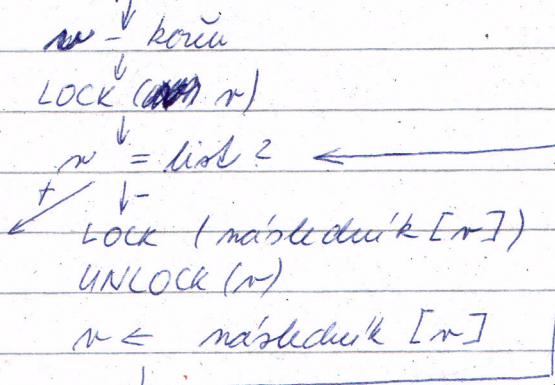 v - kořen
LOCK (v)
v = list?
+ -
LOCK (následník [v])
UNLOCK (v)
v ← následník [v]